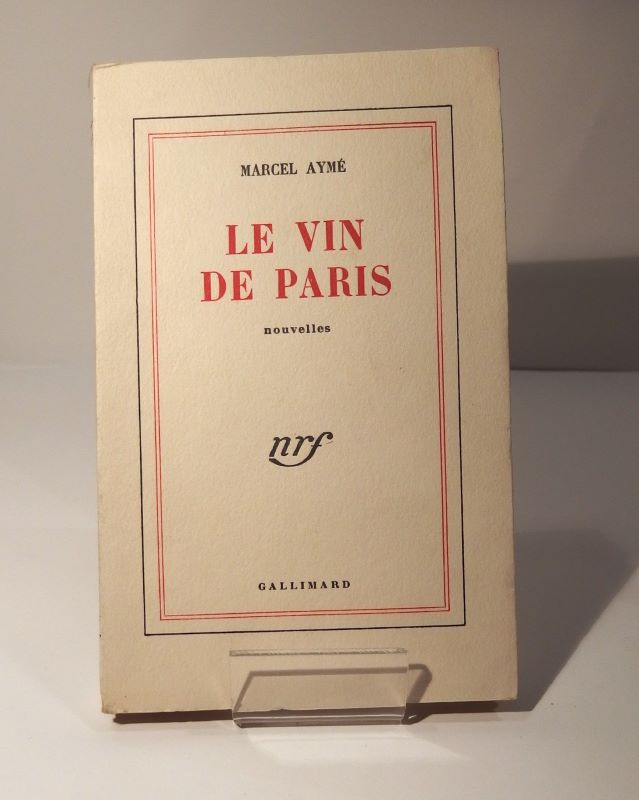 MARCEL AYMÉ
LE VIN
DE PARIS
nouvelles
nrf
GALLIMARD